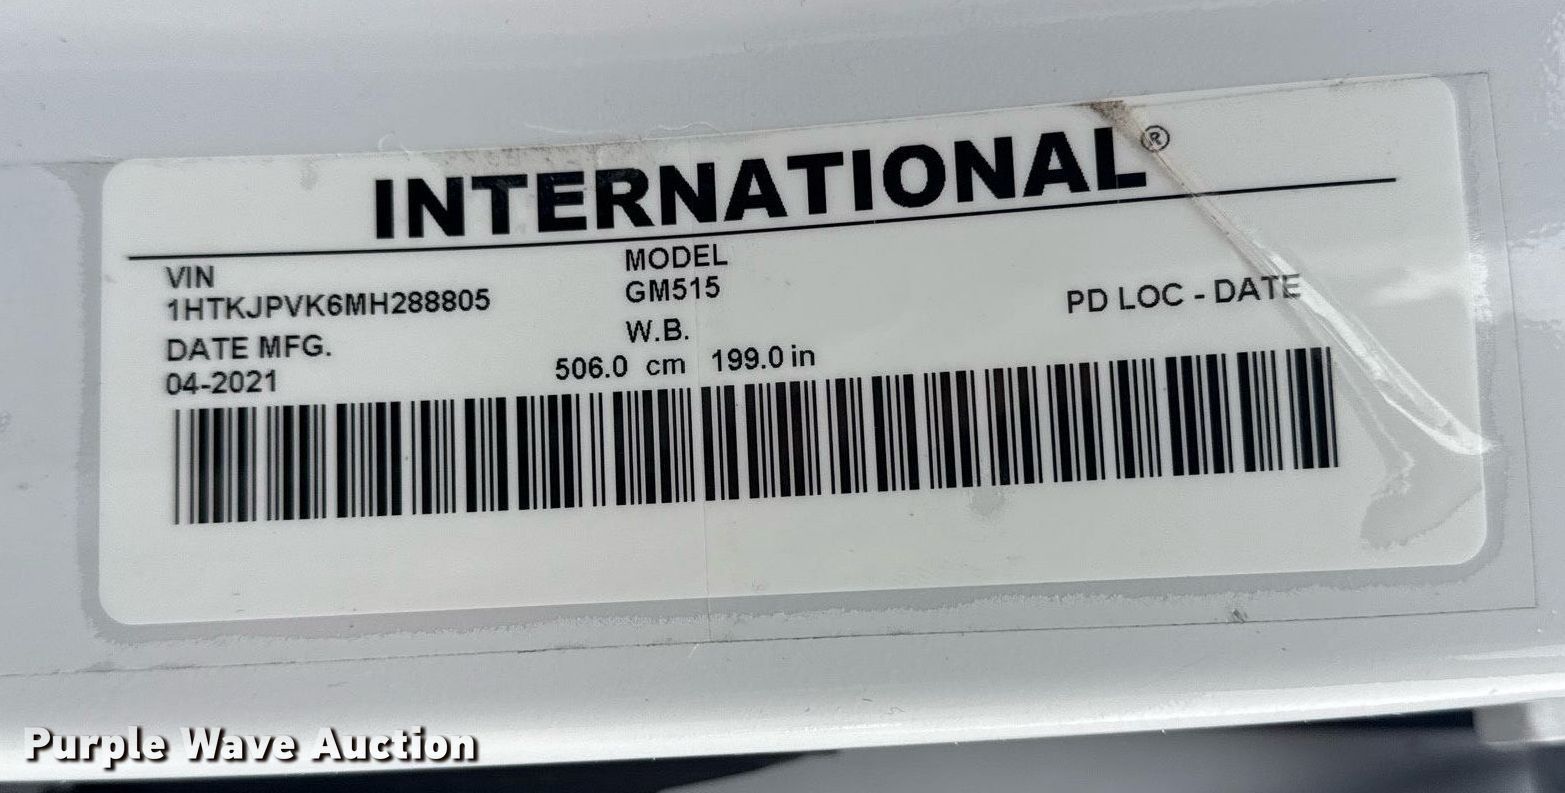 INTERNATIONAL®
VIN
1HTKJPVK6MH288805
DATE MFG.
04-2021
MODEL
GM515
W.B.
506.0 cm 199.0 in
PD LOC - DATE
Purple Wave Auction